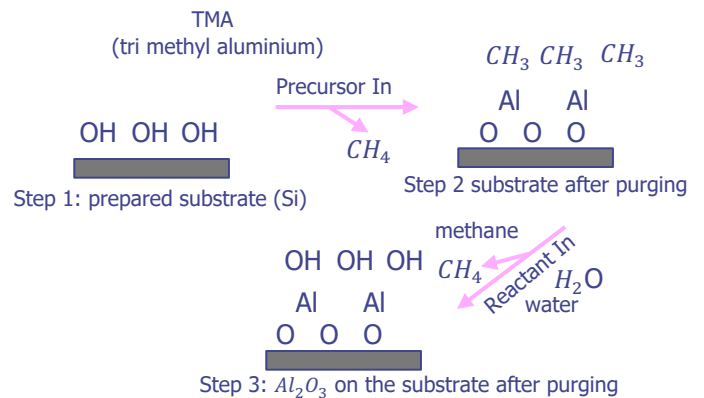 TMA
(tri methyl aluminium)
Precursor In
CH₄
OH OH OH
Step 1: prepared substrate (Si)
CH₃ CH₃ CH₃
Al Al
O O O
Step 2 substrate after purging
methane
CH₄
Reactant In
H₂O
water
OH OH OH
Al Al
O O O
Step 3: Al₂O₃ on the substrate after purging